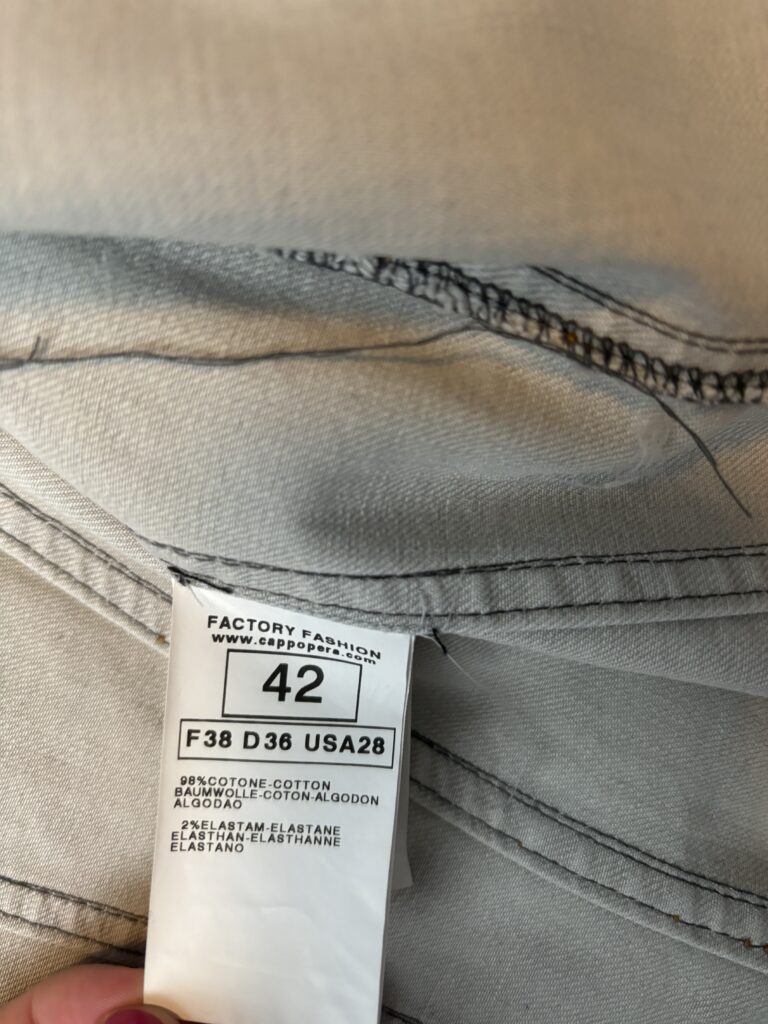 FACTORY FASHION
www.cappopera.com
42
F38 D36 USA28
98%COTONE-COTTON
BAUMWOLLE-COTON-ALGODON
ALGODAO
2%ELASTAM-ELASTANE
ELASTHAN-ELASTHANNE
ELASTANO